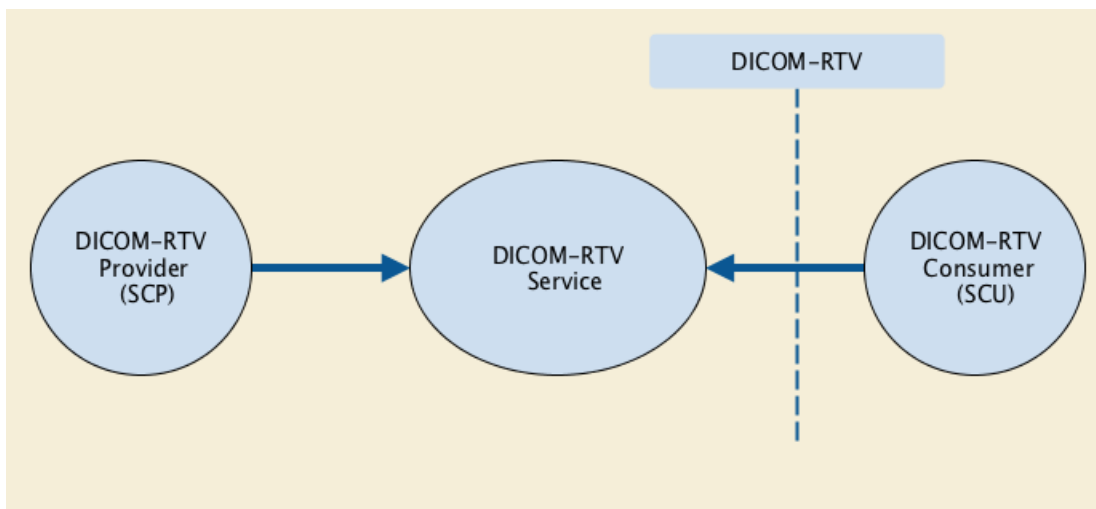 DICOM–RTV
DICOM–RTV
Provider
(SCP)
DICOM–RTV
Service
DICOM–RTV
Consumer
(SCU)